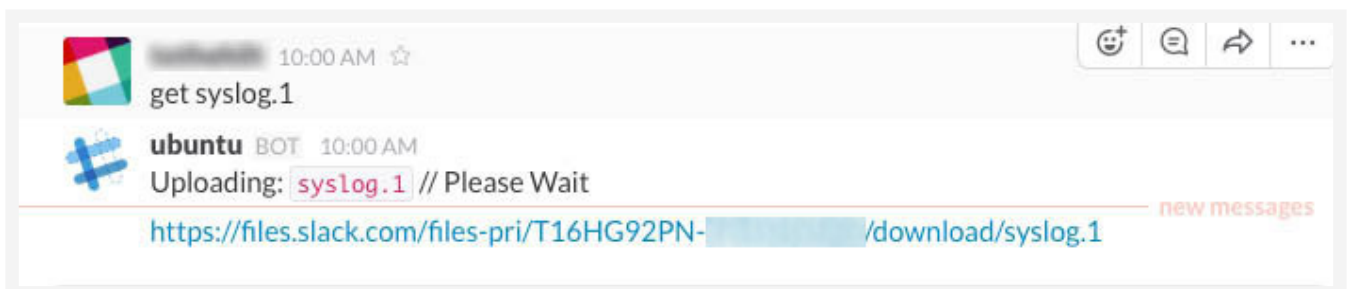 10:00 AM
get syslog.1
ubuntu BOT 10:00 AM
Uploading: syslog.1 // Please Wait
new messages
https://files.slack.com/files-pri/T16HG92PN- /download/syslog.1